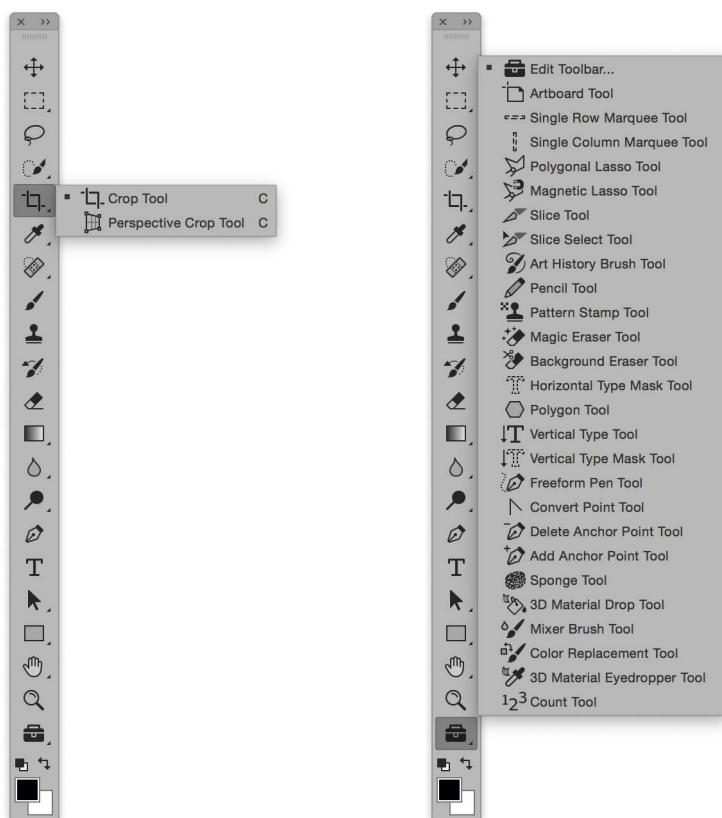 Crop Tool C
Perspective Crop Tool C
Edit Toolbar...
Artboard Tool
Single Row Marquee Tool
Single Column Marquee Tool
Polygonal Lasso Tool
Magnetic Lasso Tool
Slice Tool
Slice Select Tool
Art History Brush Tool
Pencil Tool
Pattern Stamp Tool
Magic Eraser Tool
Background Eraser Tool
Horizontal Type Mask Tool
Polygon Tool
Vertical Type Tool
Vertical Type Mask Tool
Freeform Pen Tool
Convert Point Tool
Delete Anchor Point Tool
Add Anchor Point Tool
Sponge Tool
3D Material Drop Tool
Mixer Brush Tool
Color Replacement Tool
3D Material Eyedropper Tool
Count Tool